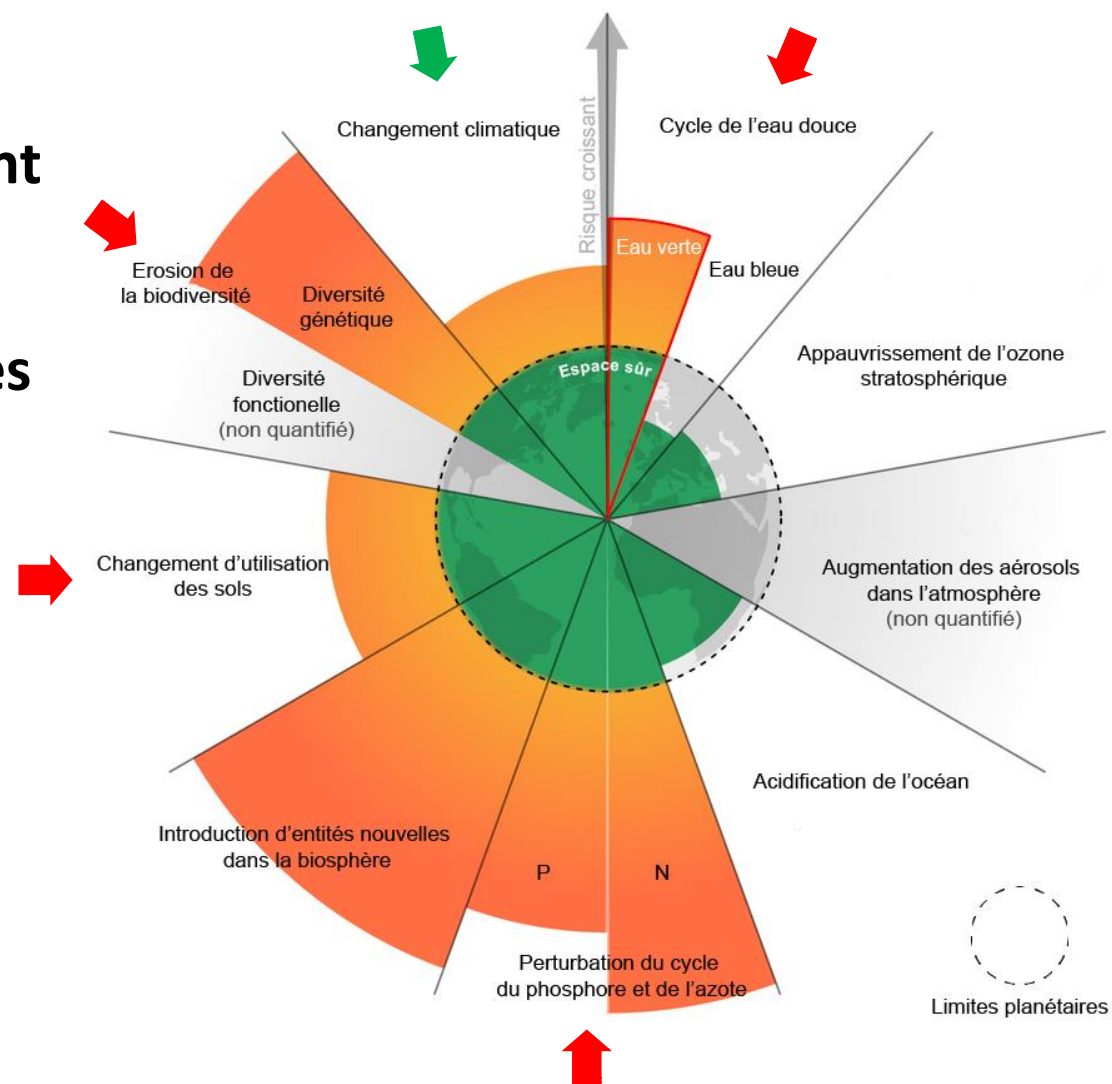 nt
es
Changement climatique
Risque croissant
Cycle de l'eau douce
Erosion de
la biodiversité
Diversité
génétique
Eau verte
Eau bleue
Espace sûr
Appauvrissement de l'ozone
stratosphérique
Diversité
fonctionelle
(non quantifié)
Changement d'utilisation
des sols
Augmentation des aérosols
dans l'atmosphère
(non quantifié)
Acidification de l'océan
Introduction d'entités nouvelles
dans la biosphère
P
N
Perturbation du cycle
du phosphore et de l'azote
Limites planétaires